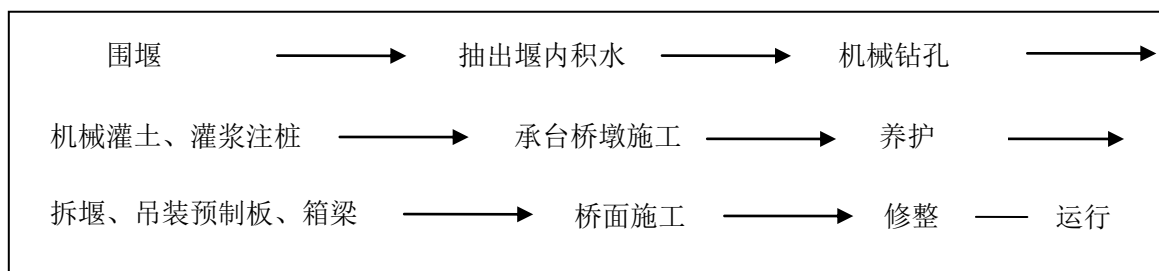 围堰 抽出堰内积水 机械钻孔
机械灌土、灌浆注桩 承台桥墩施工 养护
拆堰、吊装预制板、箱梁 桥面施工 修整 运行